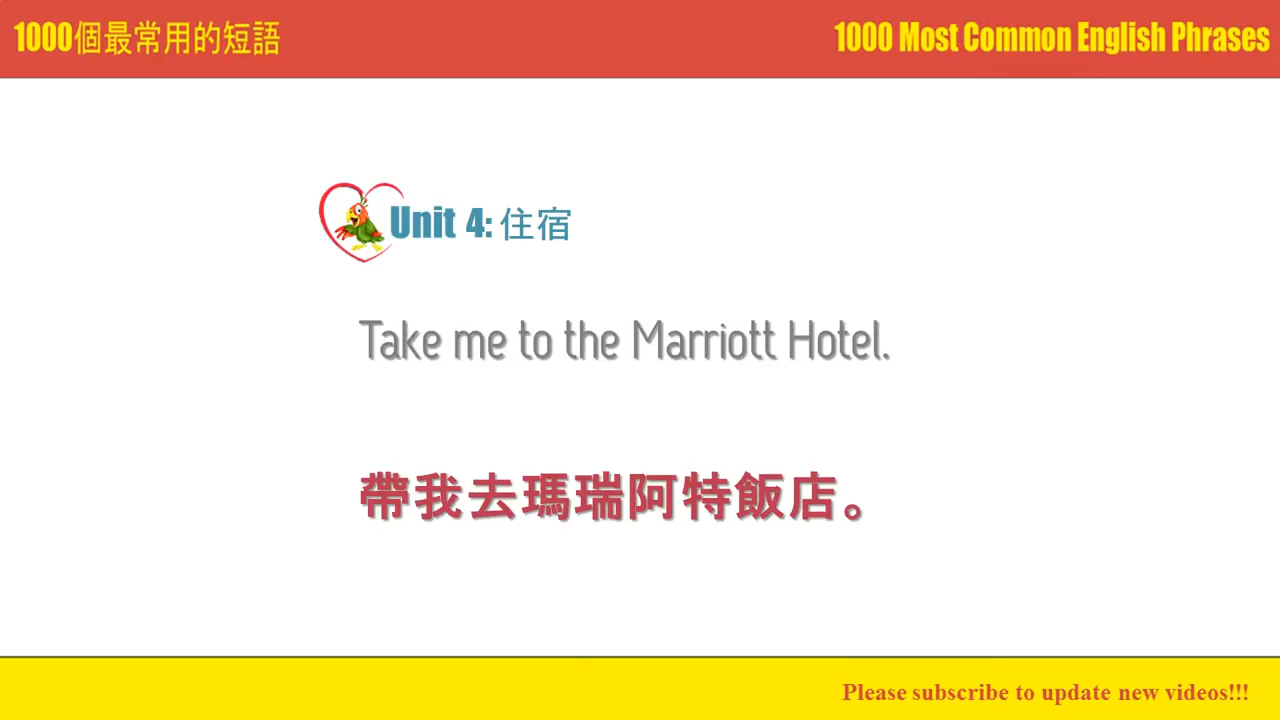 1000個最常用的短語
1000 Most Common English Phrases
Unit 4: 住宿
Take me to the Marriott Hotel.
帶我去瑪瑞阿特飯店。
Please subscribe to update new videos!!!